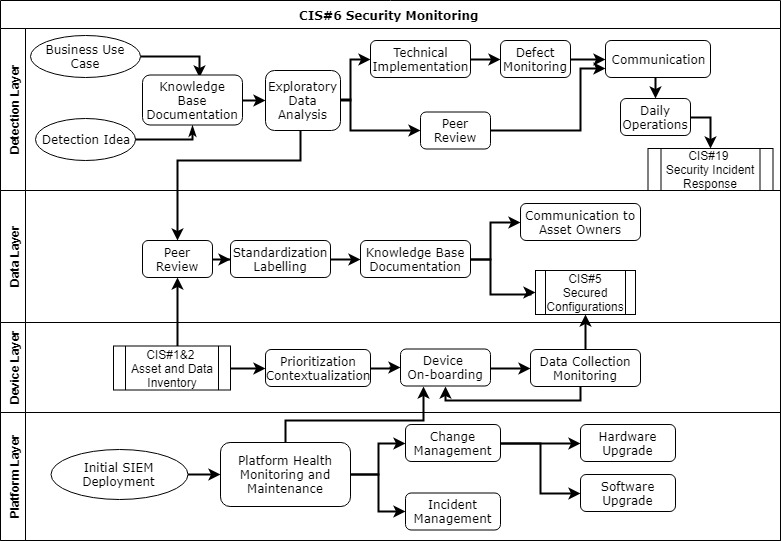 CIS#6 Security Monitoring
Detection Layer
Business Use
Case
Knowledge
Base
Documentation
Detection Idea
Exploratory
Data
Analysis
Technical
Implementation
Defect
Monitoring
Communication
Peer
Review
Daily
Operations
CIS#19
Security Incident
Response
Data Layer
Peer
Review
Standardization
Labelling
Knowledge Base
Documentation
Communication to
Asset Owners
CIS#5
Secured
Configurations
Device Layer
CIS#1&2
Asset and Data
Inventory
Prioritization
Contextualization
Device
On-boarding
Data Collection
Monitoring
Platform Layer
Initial SIEM
Deployment
Platform Health
Monitoring and
Maintenance
Change
Management
Incident
Management
Hardware
Upgrade
Software
Upgrade